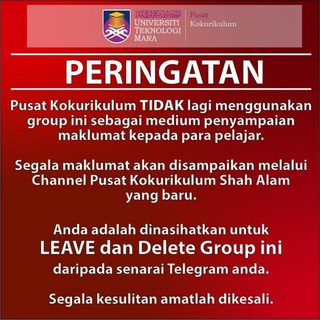 UNIVERSITI
TEKNOLOGI
MARA
Pusat
Kokurikulum
PERINGATAN
Pusat Kokurikulum TIDAK lagi menggunakan
group ini sebagai medium penyampaian
maklumat kepada para pelajar.
Segala maklumat akan disampaikan melalui
Channel Pusat Kokurikulum Shah Alam
yang baru.
Anda adalah dinasihatkan untuk
LEAVE dan Delete Group ini
daripada senarai Telegram anda.
Segala kesulitan amatlah dikesali.